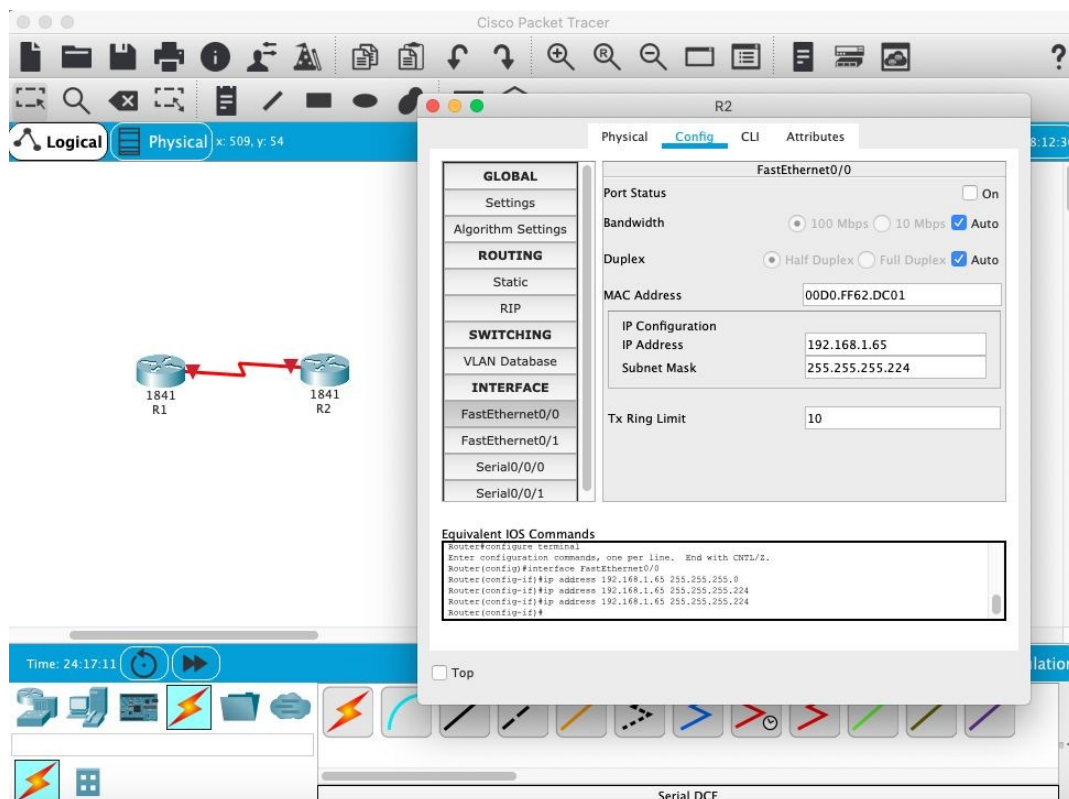 Cisco Packet Tracer
Logical
Physical
x: 509, y: 54
R2
Physical Config CLI Attributes
GLOBAL
Settings
Algorithm Settings
ROUTING
Static
RIP
SWITCHING
VLAN Database
INTERFACE
FastEthernet0/0
FastEthernet0/1
Serial0/0/0
Serial0/0/1
FastEthernet0/0
Port Status On
Bandwidth 100 Mbps 10 Mbps Auto
Duplex Half Duplex Full Duplex Auto
MAC Address 00D0.FF62.DC01
IP Configuration
IP Address 192.168.1.65
Subnet Mask 255.255.255.224
Tx Ring Limit 10
1841
R1
1841
R2
Equivalent IOS Commands
Router#configure terminal
Enter configuration commands, one per line. End with CNTL/Z.
Router(config)#interface FastEthernet0/0
Router(config-if)#ip address 192.168.1.65 255.255.255.0
Router(config-if)#ip address 192.168.1.65 255.255.255.224
Router(config-if)#ip address 192.168.1.65 255.255.255.224
Router(config-if)#
Top
Time: 24:17:11
Serial DCE